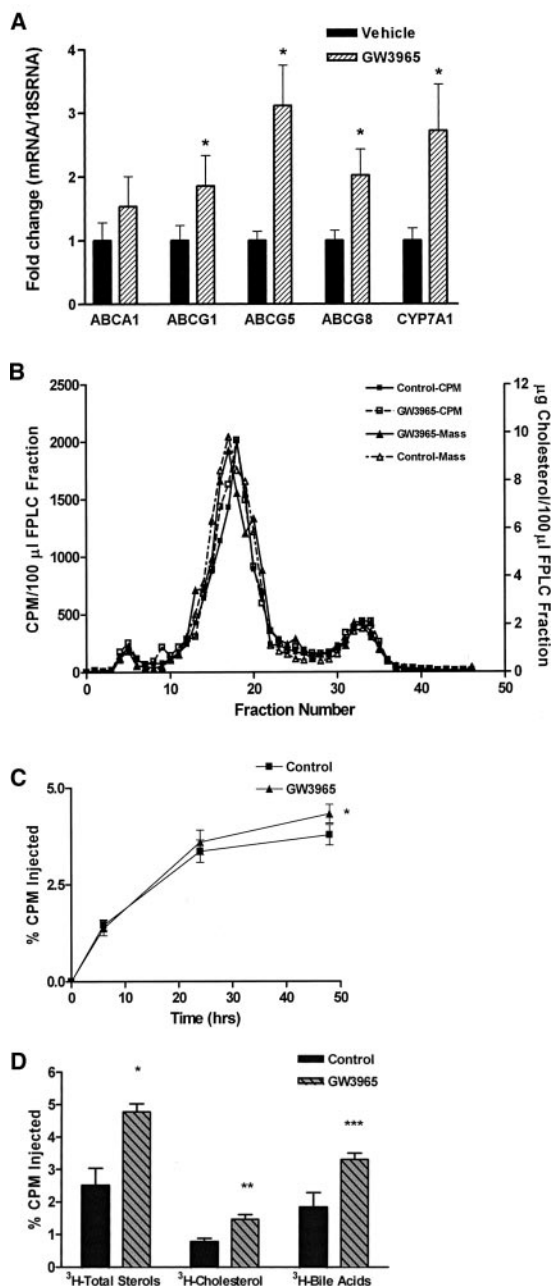 A
Vehicle
GW3965
Fold change (mRNA/18SRNA)
4
3
2
1
0
*
*
*
*
ABCA1 ABCG1 ABCG5 ABCG8 CYP7A1
B
CPM/100 µl FPLC Fraction
2500
2000
1500
1000
500
0
Control-CPM
GW3965-CPM
GW3965-Mass
Control-Mass
12
10
8
6
4
2
0
µg Cholesterol/100 µl FPLC Fraction
0 10 20 30 40 50
Fraction Number
C
Control
GW3965
% CPM Injected
5.0
2.5
0.0
*
0 10 20 30 40 50
Time (hrs)
D
Control
GW3965
% CPM Injected
6
5
4
3
2
1
0
*
**
***
³H-Total Sterols ³H-Cholesterol ³H-Bile Acids